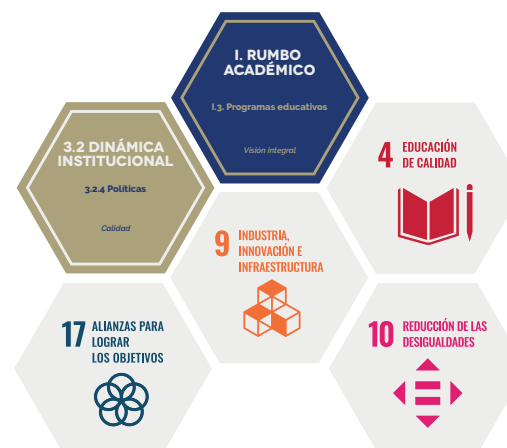 I. RUMBO
ACADÉMICO
I.3. Programas educativos
Visión integral
3.2 DINÁMICA
INSTITUCIONAL
3.2.4 Políticas
Calidad
4 EDUCACIÓN
DE CALIDAD
9 INDUSTRIA,
INNOVACIÓN E
INFRAESTRUCTURA
17 ALIANZAS PARA
LOGRAR
LOS OBJETIVOS
10 REDUCCIÓN DE LAS
DESIGUALDADES